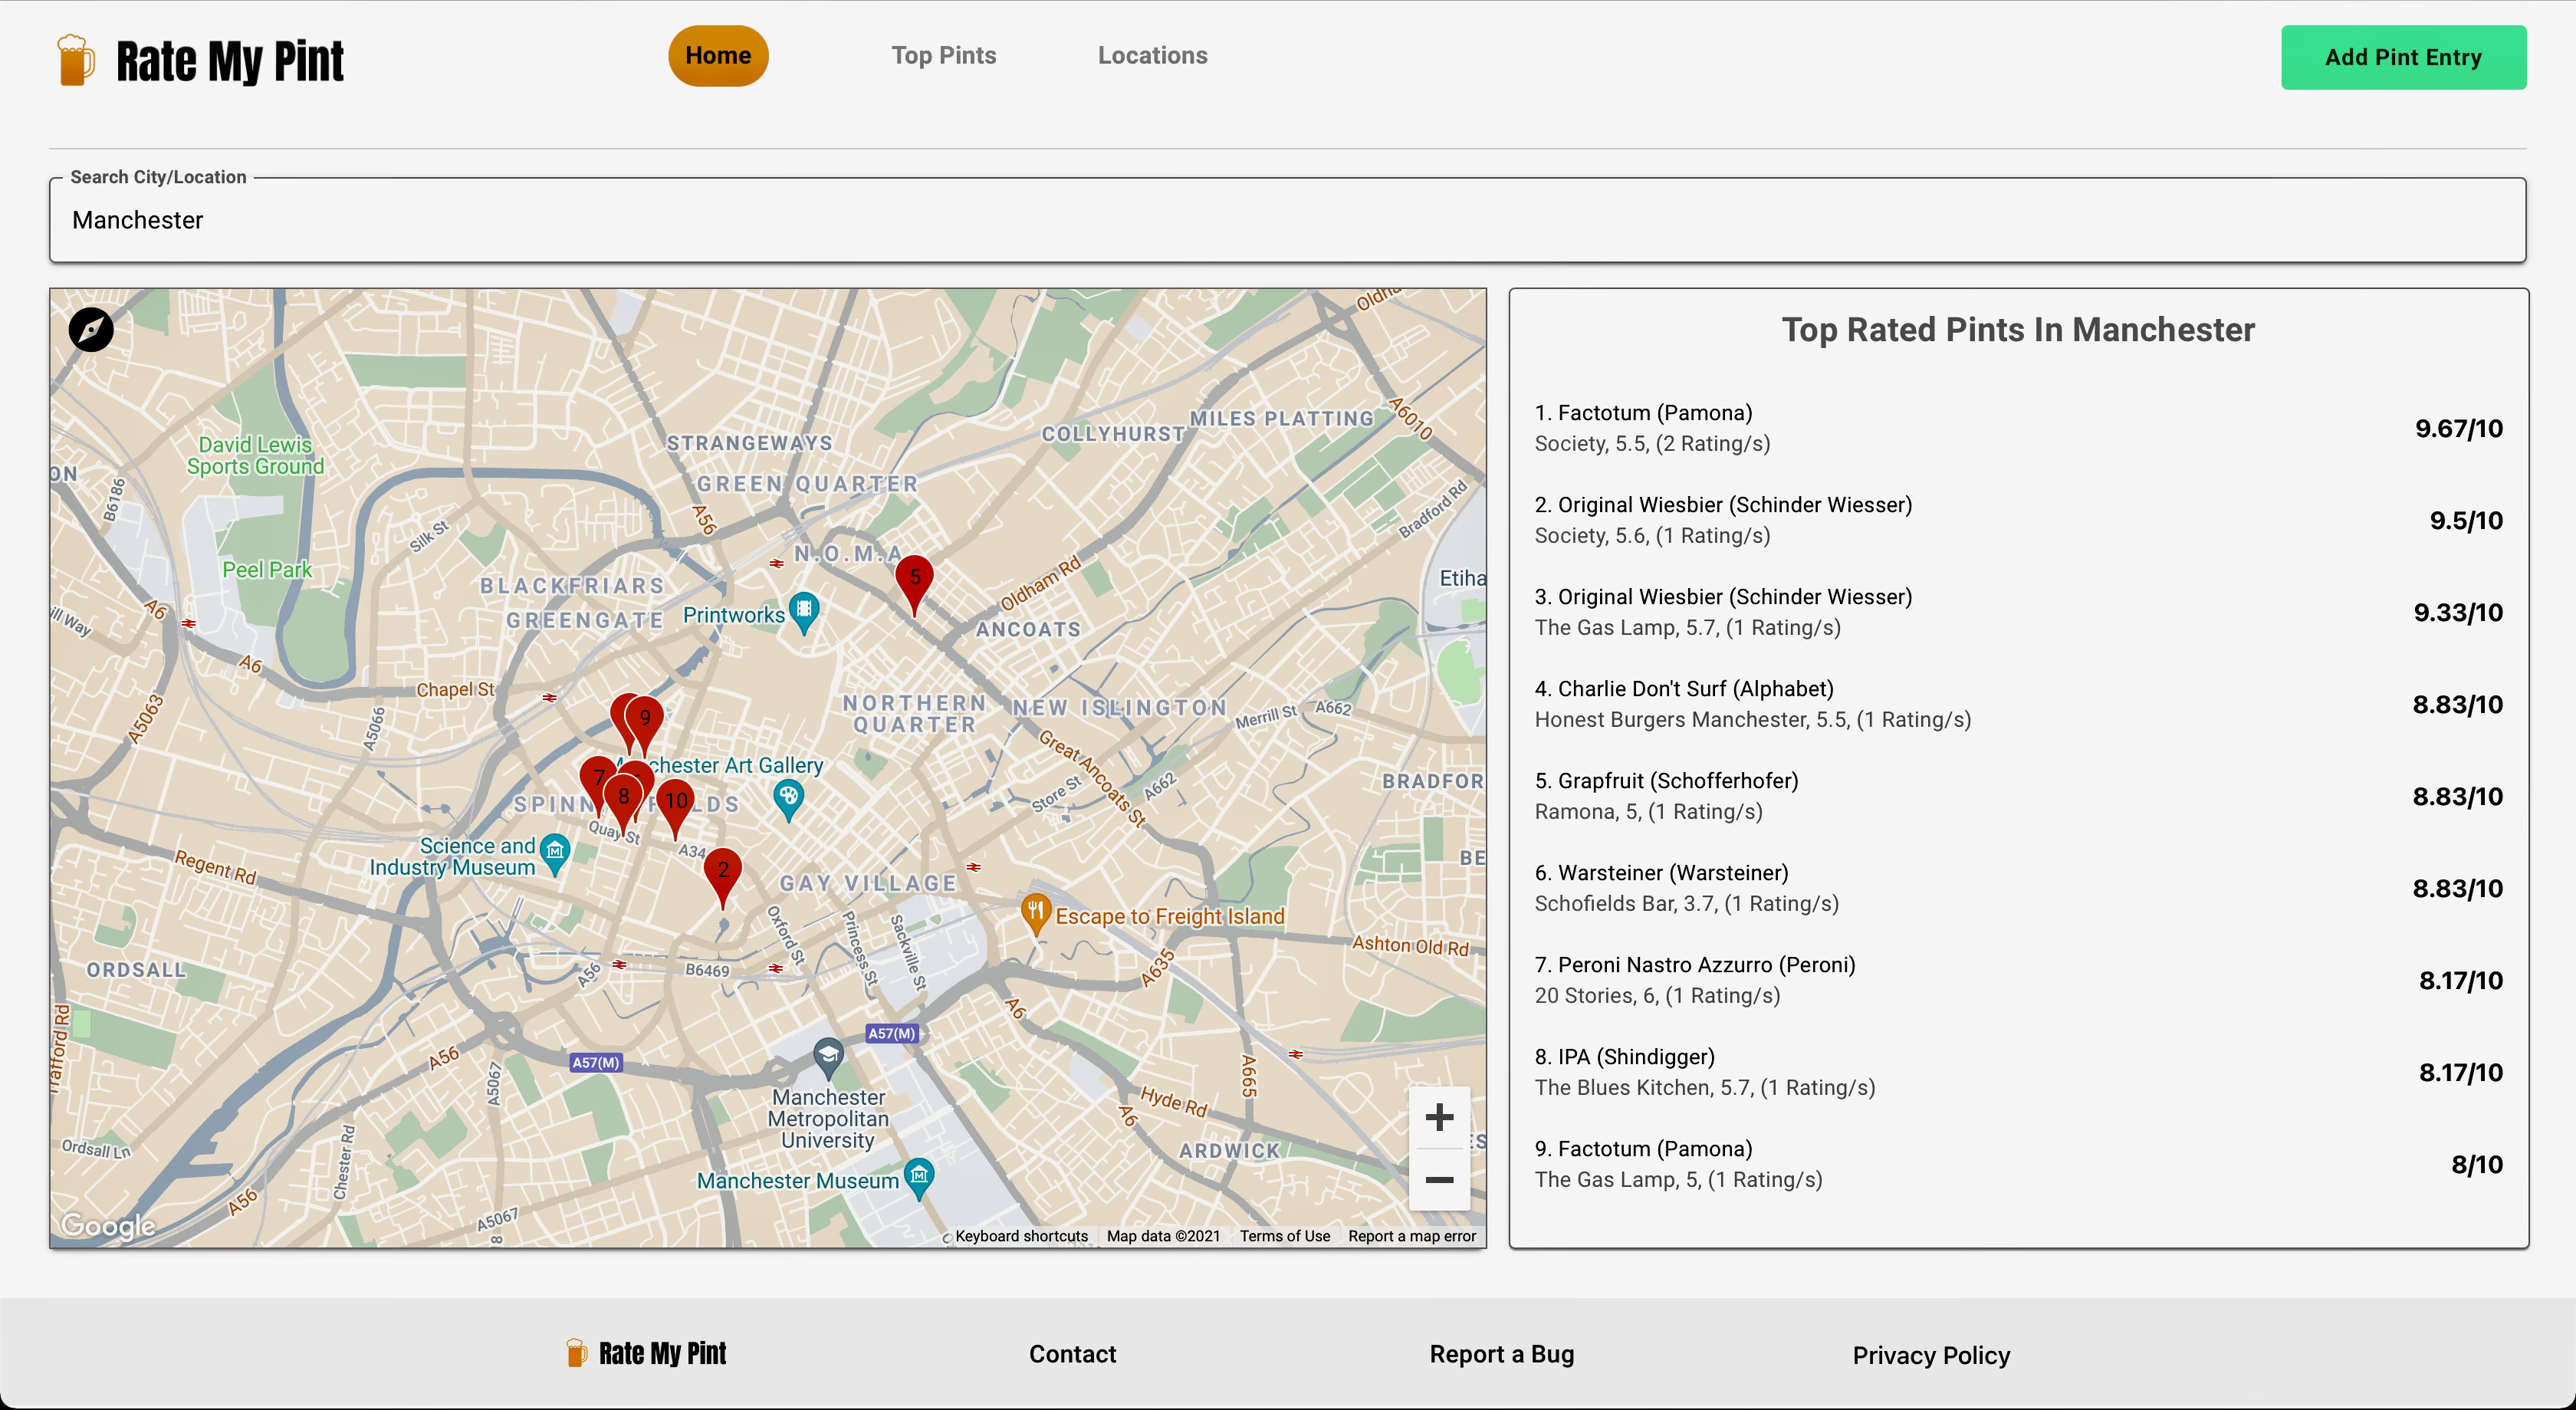 Rate My Pint
Home
Top Pints
Locations
Add Pint Entry
Search City/Location
Manchester
Oldh
A6010
MILES PLATTING
COLLYHURST
STRANGEWAYS
GREEN QUARTER
David Lewis
Sports Ground
ON
B6186
Silk St
A56
Bradford Rd
N.O.M.A
5
Oldham Rd
Etiha
Peel Park
BLACKFRIARS
GREENGATE
Printworks
ANCOATS
ill Way
A6
A6
Chapel St
A5063
A5066
9
NORTHERN
QUARTER
NEW ISLINGTON
Merrill St
A662
Great Ancoats St
7
chester Art Gallery
8
10
SPINN
LDS
Store St
A662
BRADFOR
Quay St
A34
Science and
Industry Museum
Regent Rd
2
GAY VILLAGE
BE
Escape to Freight Island
Oxford St
Princess St
Sackville St
Ashton Old Rd
ORDSALL
A56
B6469
A635
A6
rafford Rd
A57(M)
A57(M)
A56
A5067
A665
Manchester
Metropolitan
University
Hyde Rd
A6
Ordsall Ln
Chester Rd
ARDWICK
ES
Manchester Museum
A56
A5067
Google
Keyboard shortcuts
Map data ©2021
Terms of Use
Report a map error
Top Rated Pints In Manchester
1. Factotum (Pamona)
Society, 5.5, (2 Rating/s)
9.67/10
2. Original Wiesbier (Schinder Wiesser)
Society, 5.6, (1 Rating/s)
9.5/10
3. Original Wiesbier (Schinder Wiesser)
The Gas Lamp, 5.7, (1 Rating/s)
9.33/10
4. Charlie Don't Surf (Alphabet)
Honest Burgers Manchester, 5.5, (1 Rating/s)
8.83/10
5. Grapfruit (Schofferhofer)
Ramona, 5, (1 Rating/s)
8.83/10
6. Warsteiner (Warsteiner)
Schofields Bar, 3.7, (1 Rating/s)
8.83/10
7. Peroni Nastro Azzurro (Peroni)
20 Stories, 6, (1 Rating/s)
8.17/10
8. IPA (Shindigger)
The Blues Kitchen, 5.7, (1 Rating/s)
8.17/10
9. Factotum (Pamona)
The Gas Lamp, 5, (1 Rating/s)
8/10
Rate My Pint
Contact
Report a Bug
Privacy Policy